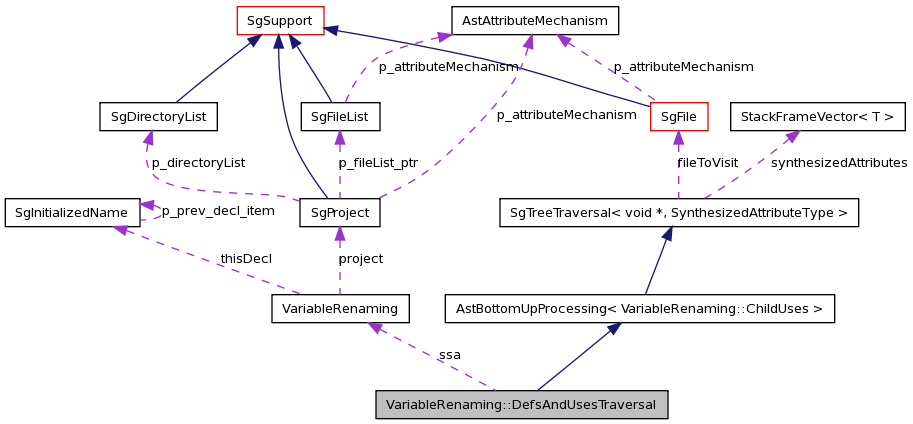 SgSupport
AstAttributeMechanism
p_attributeMechanism
p_attributeMechanism
SgDirectoryList
SgFileList
p_attributeMechanism
SgFile
StackFrameVector< T >
p_directoryList
p_fileList_ptr
fileToVisit
synthesizedAttributes
SgInitializedName
p_prev_decl_item
SgProject
SgTreeTraversal< void *, SynthesizedAttributeType >
thisDecl
project
VariableRenaming
AstBottomUpProcessing< VariableRenaming::ChildUses >
ssa
VariableRenaming::DefsAndUsesTraversal